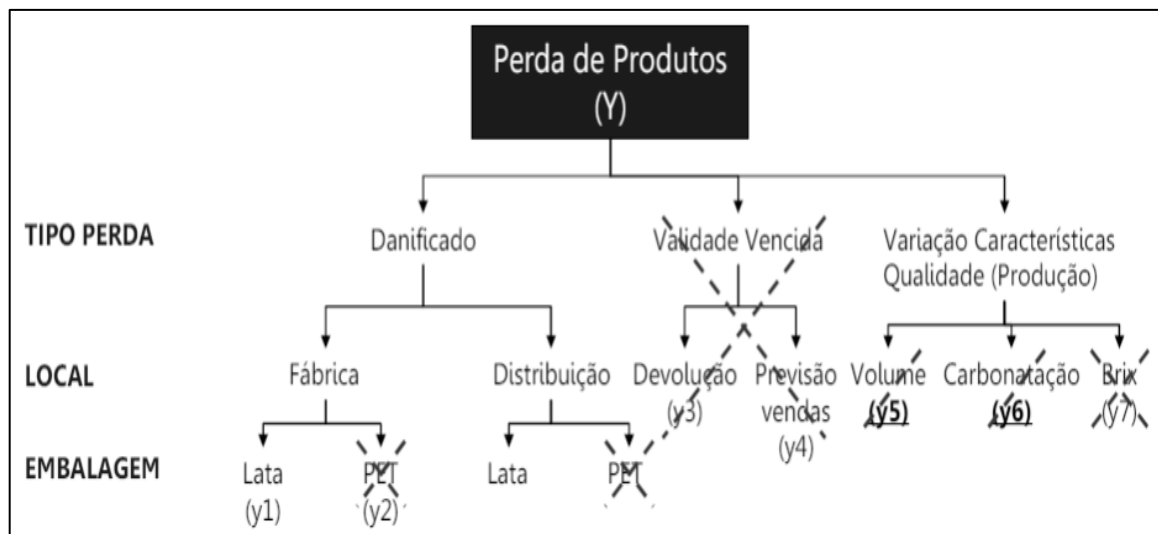 Perda de Produtos
(Y)
TIPO PERDA
Danificado
Validade Vencida
Variação Características
Qualidade (Produção)
LOCAL
Fábrica
Distribuição
Devolução
(y3)
Previsão
vendas
(y4)
Volume
(y5)
Carbonatação
(y6)
Brix
(y7)
EMBALAGEM
Lata
(y1)
PET
(y2)
Lata
PET